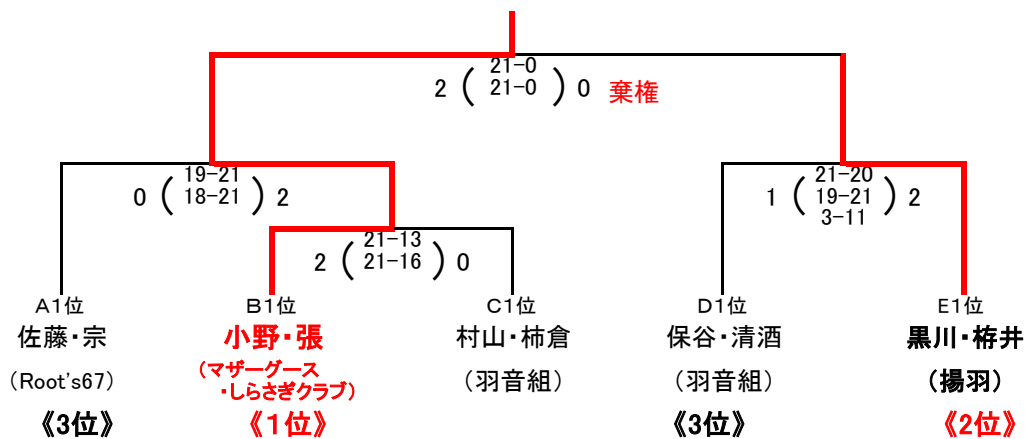 21-0
2 ( 21-0 ) 0 棄権
19-21
0 ( 18-21 ) 2
21-20
1 ( 19-21 ) 2
3-11
21-13
2 ( 21-16 ) 0
A1位
B1位
C1位
D1位
E1位
佐藤・宗
小野・張
村山・柿倉
保谷・清酒
黒川・栫井
(Root's67)
(マザーグース
・しらさぎクラブ)
(羽音組)
(羽音組)
(揚羽)
《3位》
《1位》
《3位》
《2位》